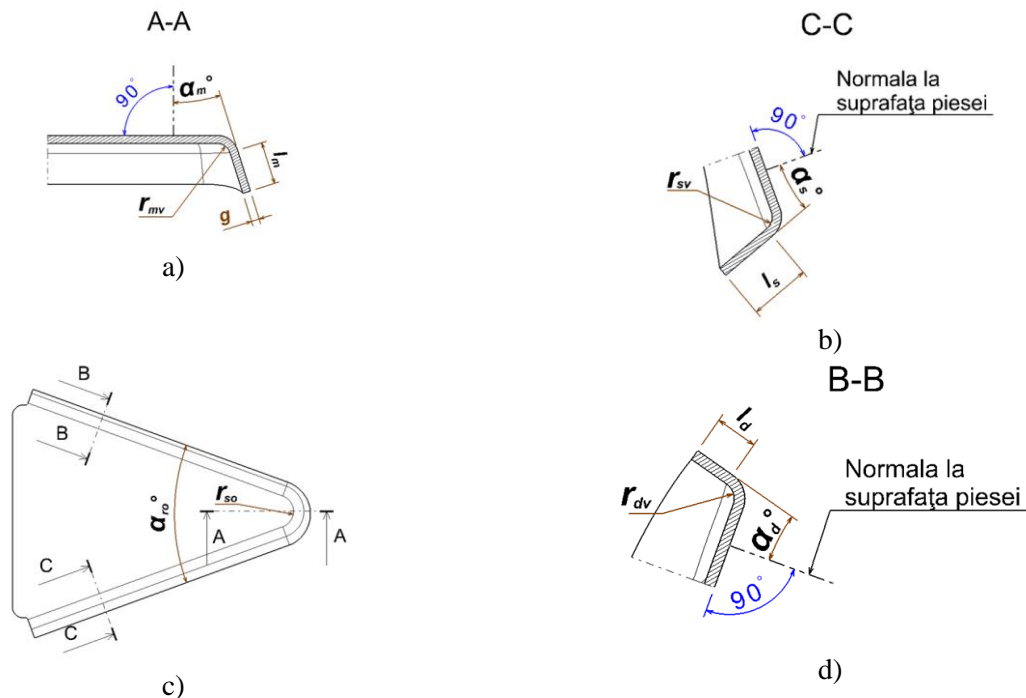 A-A
90°
αm°
lm
rmv
g
a)
C-C
Normala la
suprafaţa piesei
90°
rsv
αs°
ls
b)
B
B
αro°
rso
A
A
C
C
c)
B-B
ld
Normala la
suprafaţa piesei
rdv
αd°
90°
d)